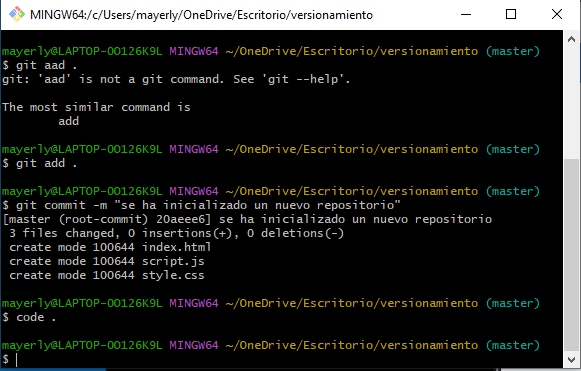 MINGW64:/c/Users/mayerly/OneDrive/Escritorio/versionamiento
mayerly@LAPTOP-OO126K9L MINGW64 ~/OneDrive/Escritorio/versionamiento (master)
$ git aad .
git: 'aad' is not a git command. See 'git --help'.
The most similar command is
add
mayerly@LAPTOP-OO126K9L MINGW64 ~/OneDrive/Escritorio/versionamiento (master)
$ git add .
mayerly@LAPTOP-OO126K9L MINGW64 ~/OneDrive/Escritorio/versionamiento (master)
$ git commit -m "se ha inicializado un nuevo repositorio"
[master (root-commit) 20aeee6] se ha inicializado un nuevo repositorio
3 files changed, 0 insertions(+), 0 deletions(-)
create mode 100644 index.html
create mode 100644 script.js
create mode 100644 style.css
mayerly@LAPTOP-OO126K9L MINGW64 ~/OneDrive/Escritorio/versionamiento (master)
$ code .
mayerly@LAPTOP-OO126K9L MINGW64 ~/OneDrive/Escritorio/versionamiento (master)
$